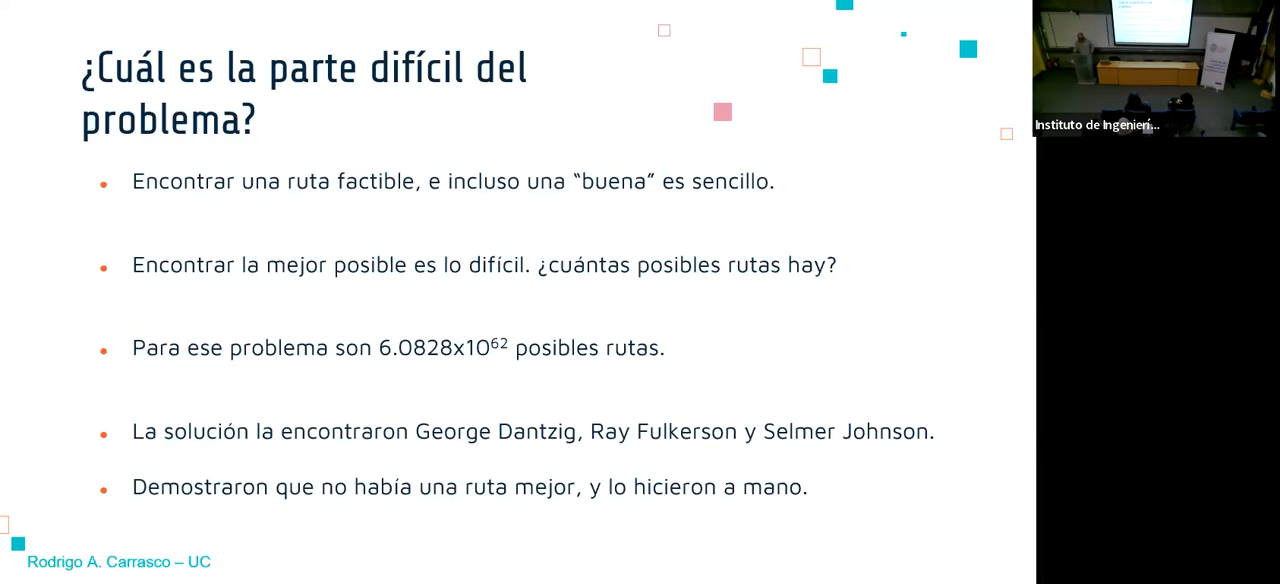 ¿Cuál es la parte difícil del
problema?
Encontrar una ruta factible, e incluso una “buena” es sencillo.
Encontrar la mejor posible es lo difícil. ¿cuántas posibles rutas hay?
Para ese problema son 6.0828x10⁶² posibles rutas.
La solución la encontraron George Dantzig, Ray Fulkerson y Selmer Johnson.
Demostraron que no había una ruta mejor, y lo hicieron a mano.
Rodrigo A. Carrasco – UC
Instituto de Ingenierí...